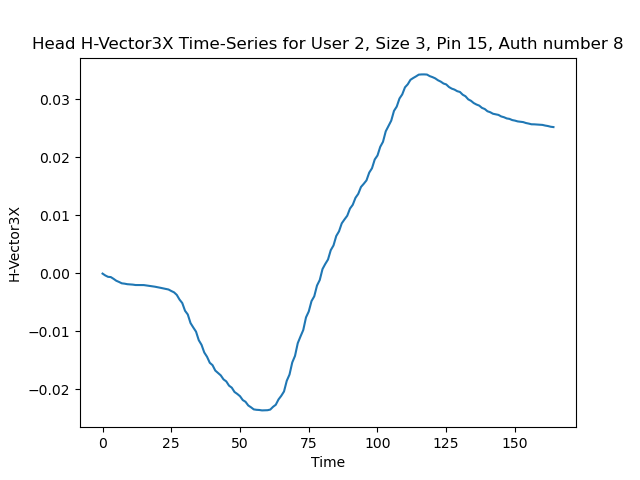 Head H-Vector3X Time-Series for User 2, Size 3, Pin 15, Auth number 8
H-Vector3X
0.03
0.02
0.01
0.00
−0.01
−0.02
0 25 50 75 100 125 150
Time